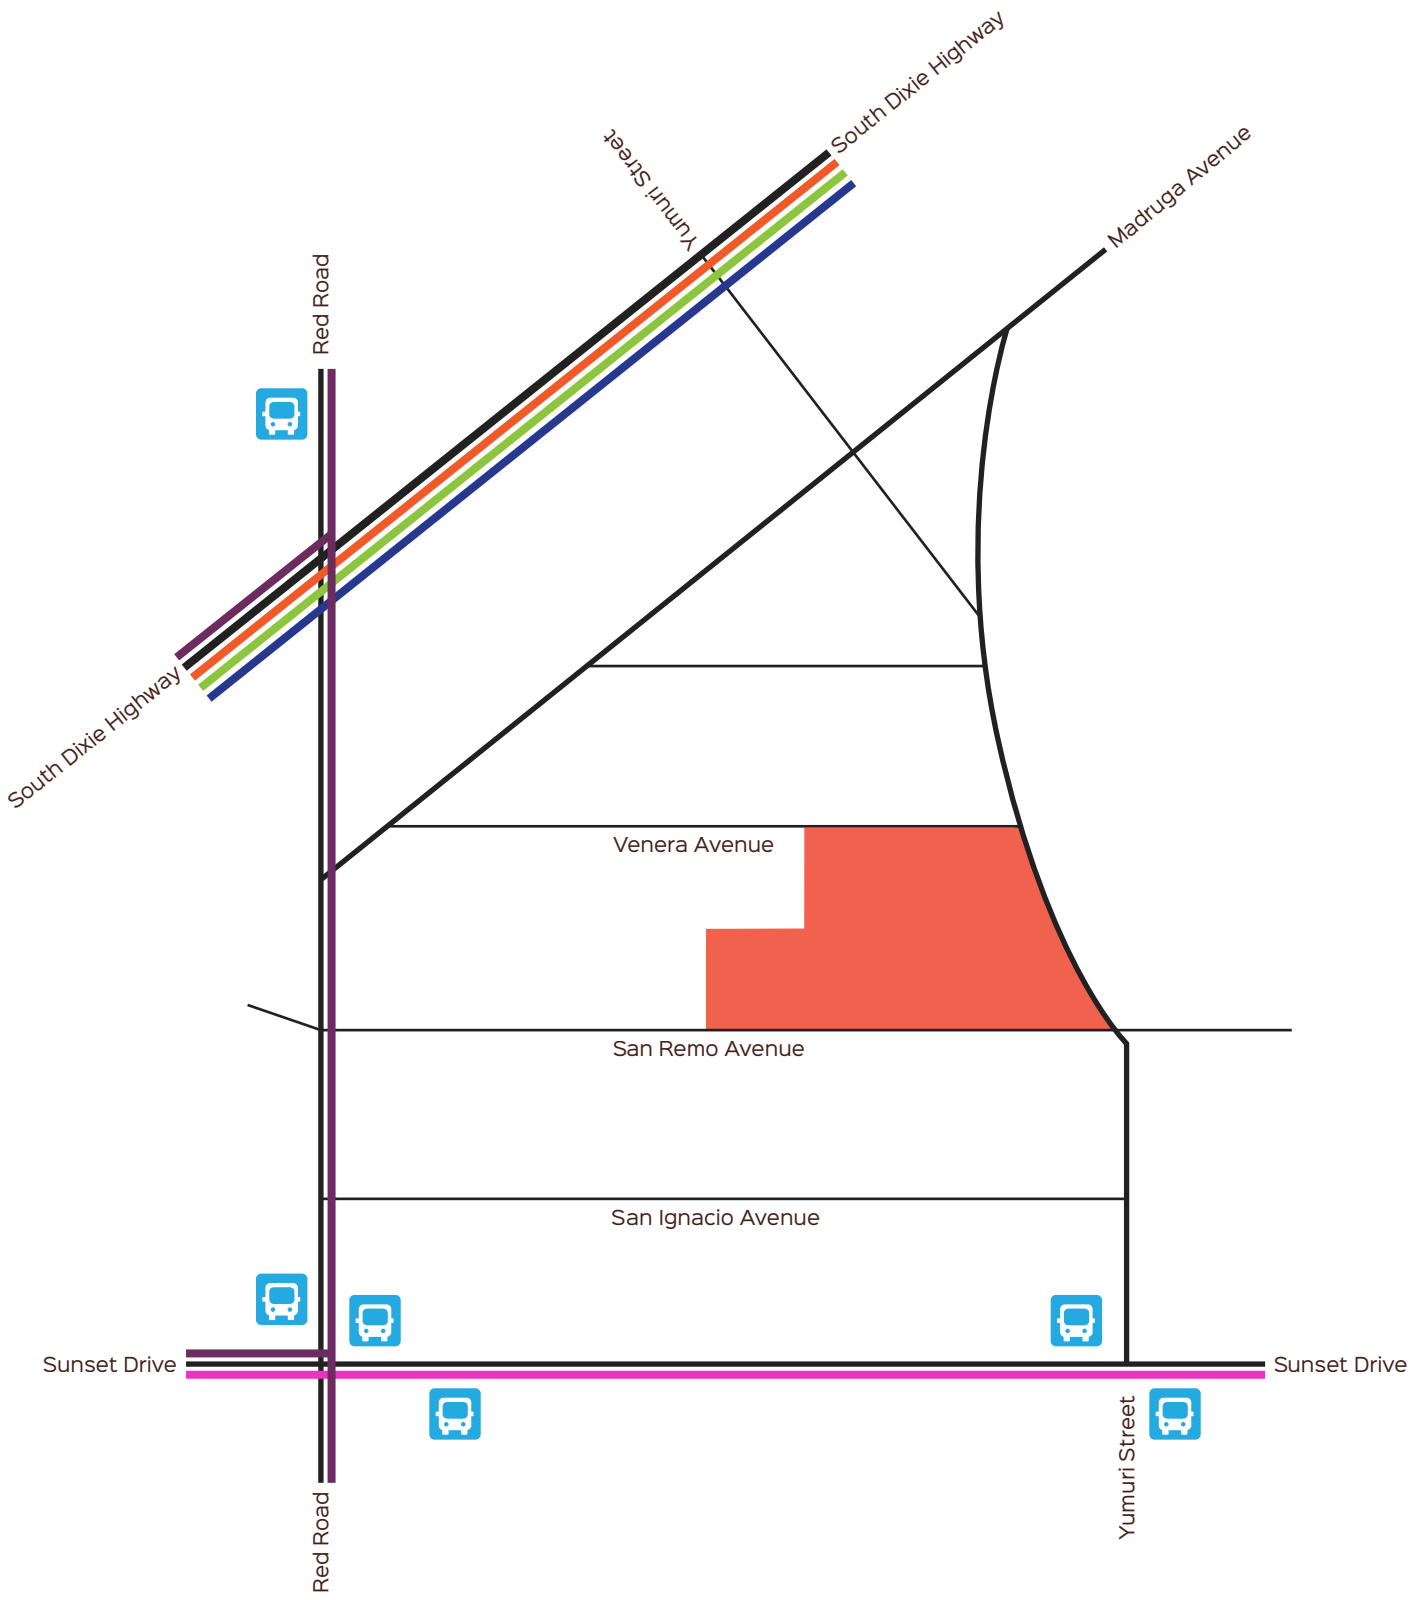 South Dixie Highway
Yumuri Street
Madruga Avenue
Red Road
South Dixie Highway
Venera Avenue
San Remo Avenue
San Ignacio Avenue
Sunset Drive
Sunset Drive
Yumuri Street
Red Road